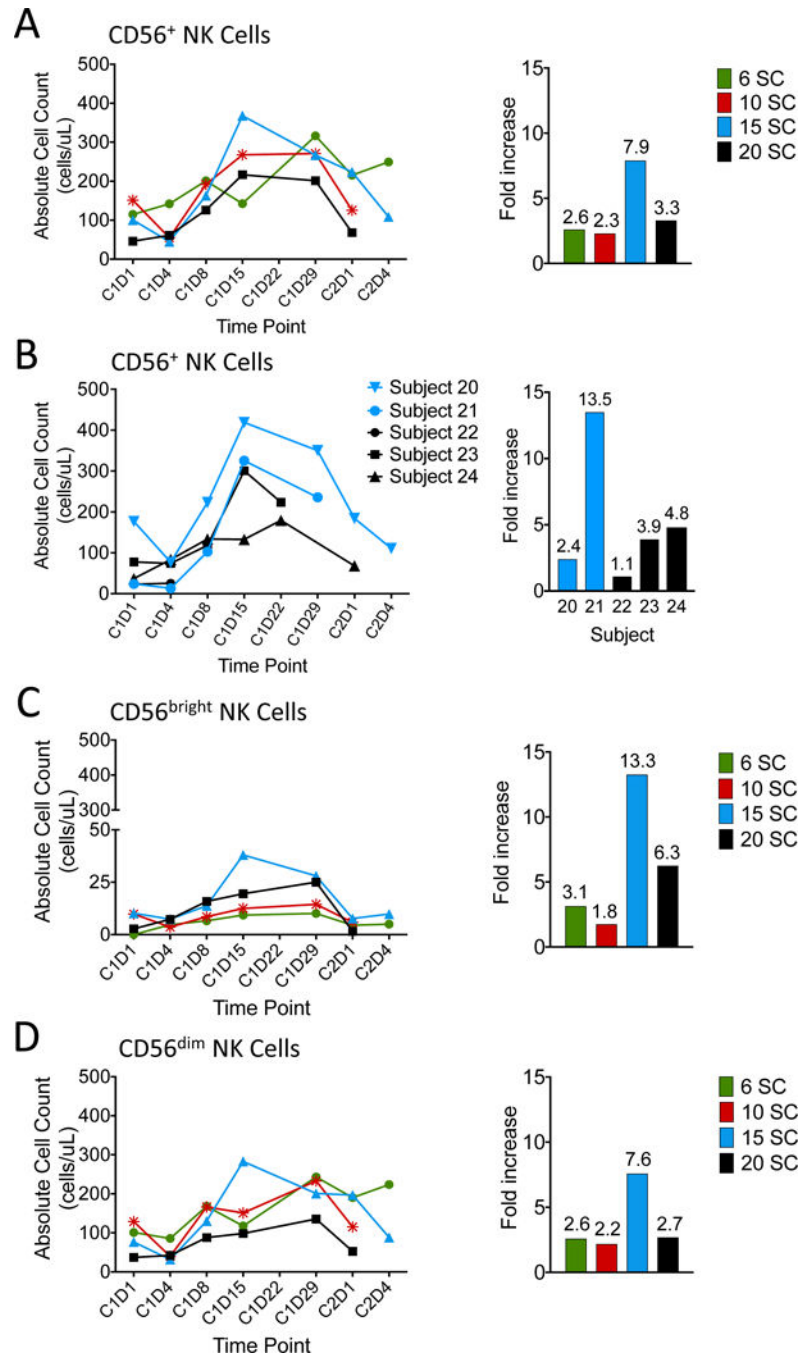 A
CD56+ NK Cells
Absolute Cell Count
(cells/uL)
500
400
300
200
100
0
C1D1
C1D4
C1D8
C1D15
C1D22
C1D29
C2D1
C2D4
Time Point
Fold increase
15
10
5
0
2.6
2.3
7.9
3.3
6 SC
10 SC
15 SC
20 SC
B
CD56+ NK Cells
Absolute Cell Count
(cells/uL)
500
400
300
200
100
0
C1D1
C1D4
C1D8
C1D15
C1D22
C1D29
C2D1
C2D4
Time Point
Subject 20
Subject 21
Subject 22
Subject 23
Subject 24
Fold increase
15
10
5
0
2.4
13.5
1.1
3.9
4.8
20
21
22
23
24
Subject
C
CD56bright NK Cells
Absolute Cell Count
(cells/uL)
500
400
300
50
25
0
C1D1
C1D4
C1D8
C1D15
C1D22
C1D29
C2D1
C2D4
Time Point
Fold increase
15
10
5
0
3.1
1.8
13.3
6.3
6 SC
10 SC
15 SC
20 SC
D
CD56dim NK Cells
Absolute Cell Count
(cells/uL)
500
400
300
200
100
0
C1D1
C1D4
C1D8
C1D15
C1D22
C1D29
C2D1
C2D4
Time Point
Fold increase
15
10
5
0
2.6
2.2
7.6
2.7
6 SC
10 SC
15 SC
20 SC